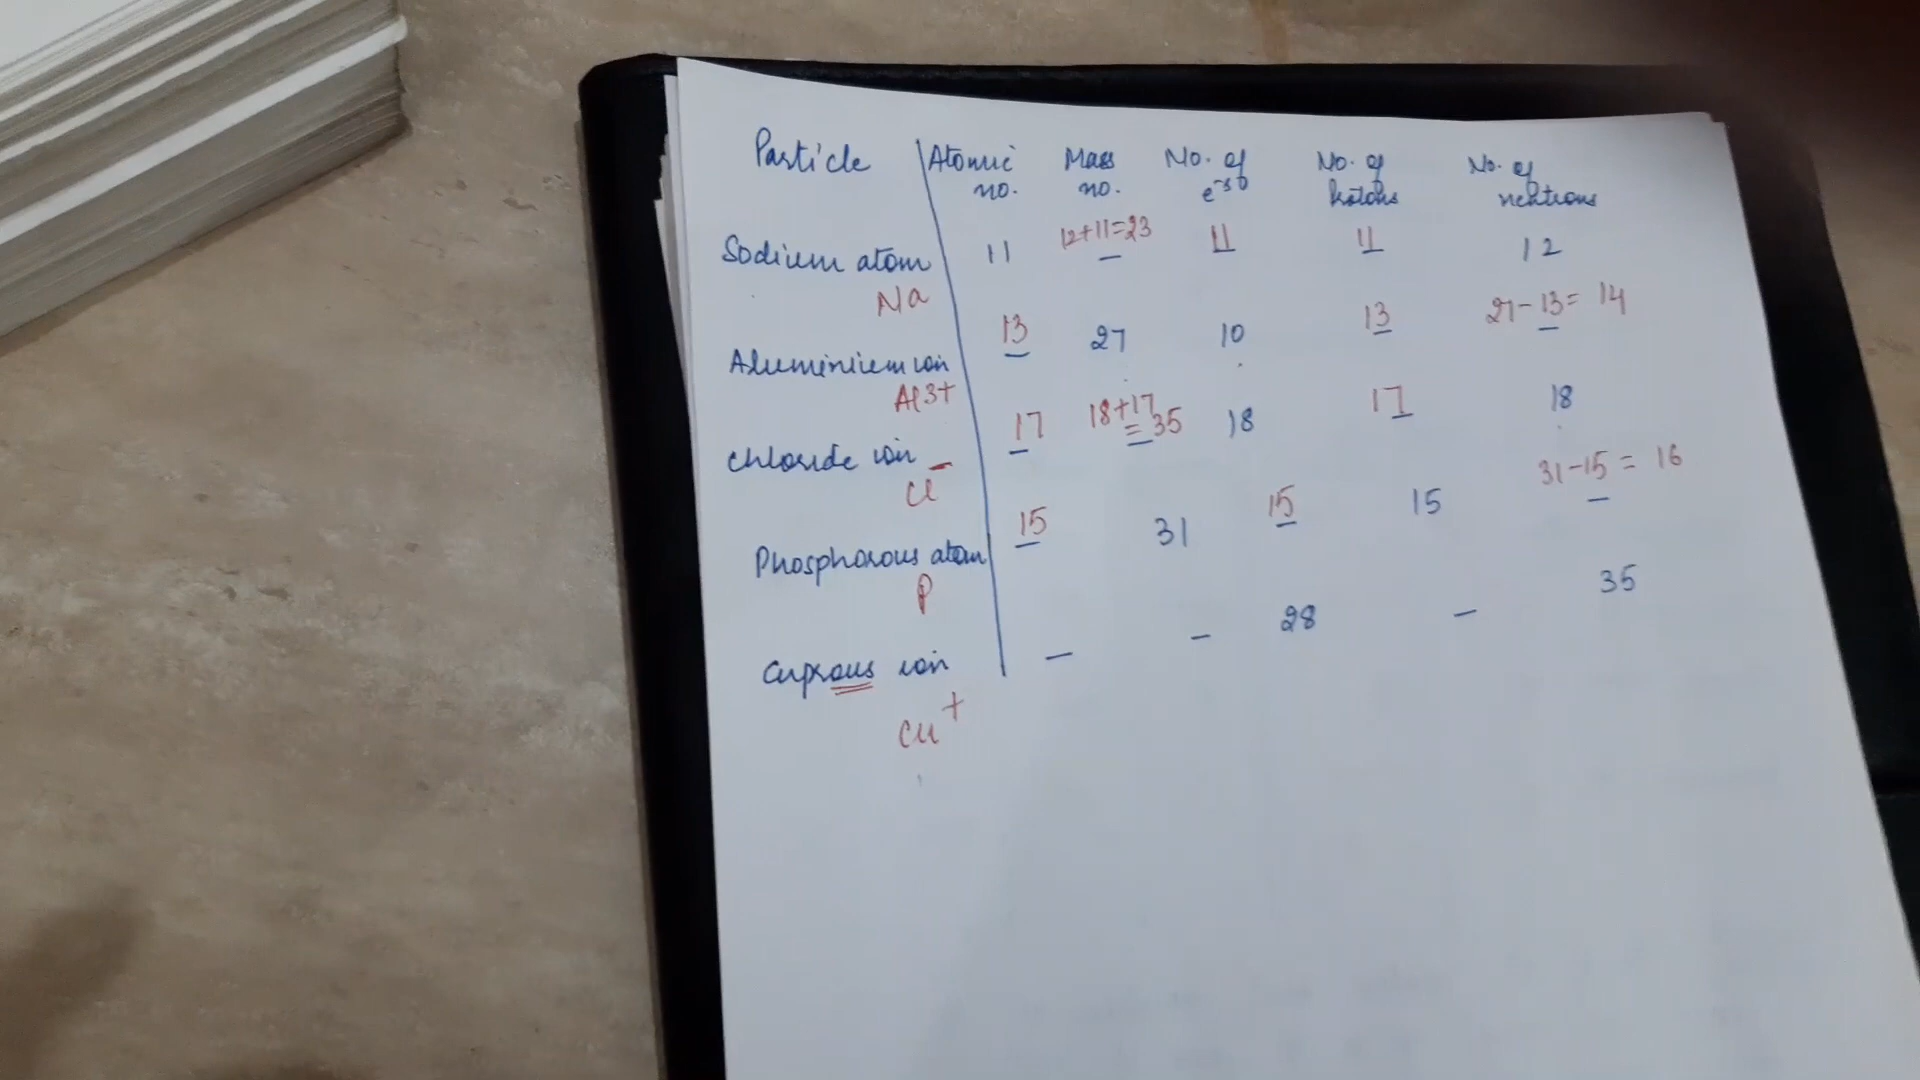 Particle Atomic no. Mass no. No. of e⁻s No. of protons No. of neutrons
Sodium atom 11 12+11=23 11 11 12
Na
Aluminium ion 13 27 10 13 27-13= 14
Al3+
Chloride ion 17 18+17 = 35 18 17 18
Cl⁻
Phosphorous atom 15 31 15 15 31-15 = 16
P
Cuprous ion – – 28 – 35
Cu⁺